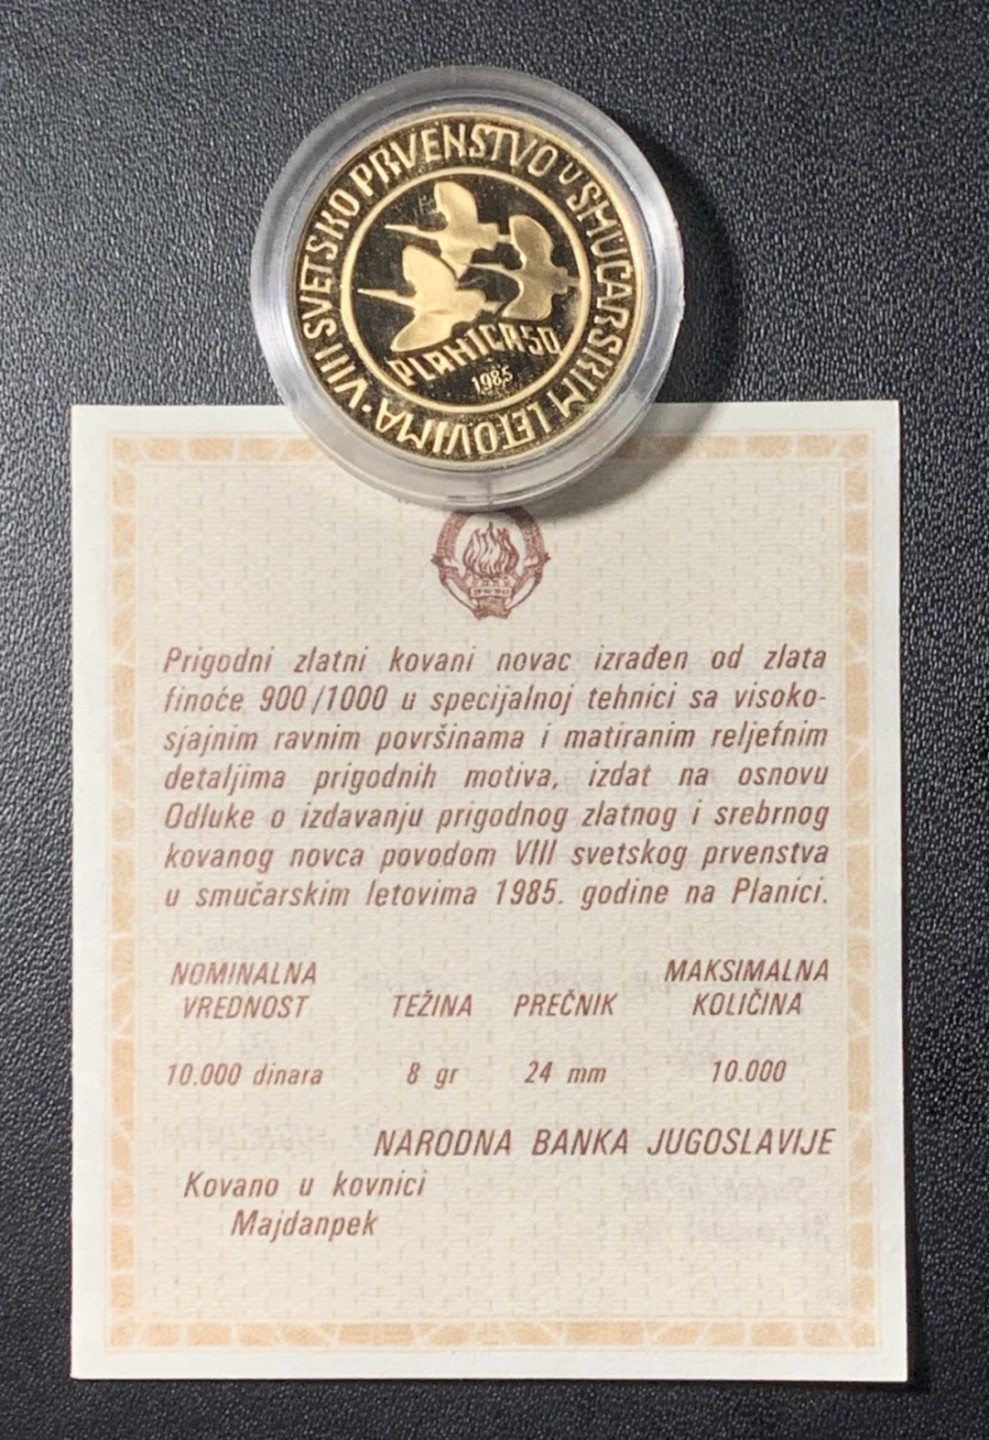 VIII SVETSKO PRVENSTVO U SMUČARSKIM LETOVIMA ·
PLANICA 50
1985
Prigodni zlatni kovani novac izrađen od zlata
finoće 900/1000 u specijalnoj tehnici sa visoko-
sjajnim ravnim površinama i matiranim reljefnim
detaljima prigodnih motiva, izdat na osnovu
Odluke o izdavanju prigodnog zlatnog i srebrnog
kovanog novca povodom VIII svetskog prvenstva
u smučarskim letovima 1985. godine na Planici.
NOMINALNA VREDNOST TEŽINA PREČNIK MAKSIMALNA KOLIČINA
10.000 dinara 8 gr 24 mm 10.000
NARODNA BANKA JUGOSLAVIJE
Kovano u kovnici
Majdanpek